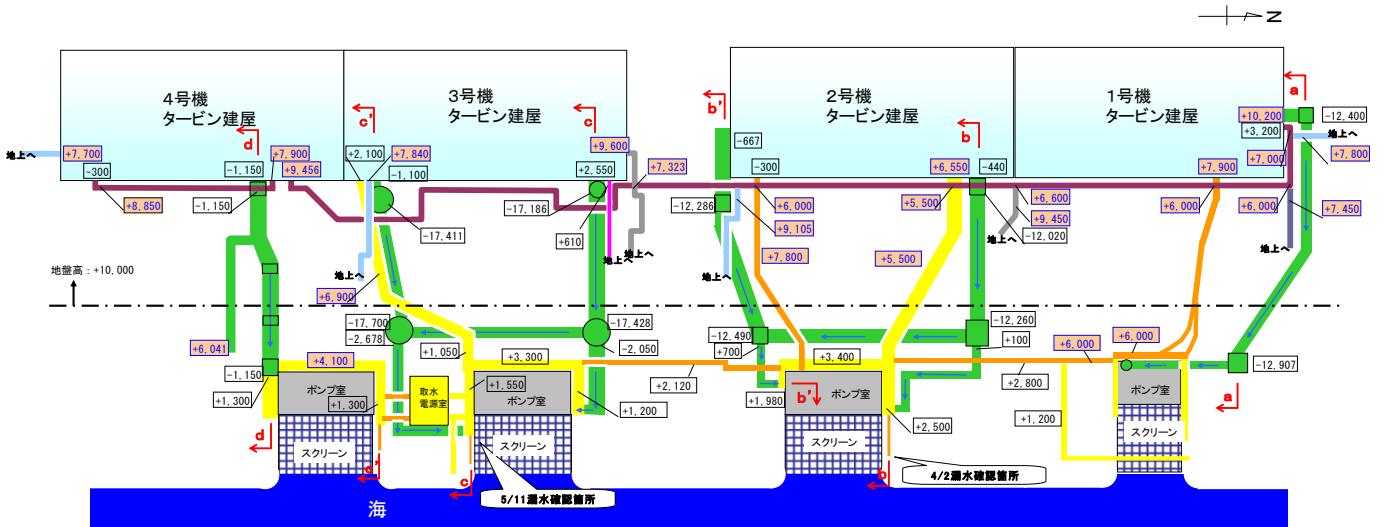 N
4号機
タービン建屋
3号機
タービン建屋
2号機
タービン建屋
1号機
タービン建屋
d
c'
c
b'
b
a
地上へ
+7,700
-300
+8,850
-1,150
-1,150
+7,900
+9,456
+2,100
+7,840
-1,100
-17,411
+2,550
-17,186
+610
+9,600
+7,323
地上へ
地上へ
地上へ
-667
-300
-12,286
+6,000
+9,105
+7,800
地上へ
+6,550
-440
+5,500
+5,500
+6,600
+9,450
-12,020
地上へ
+7,900
+6,000
+10,200
+3,200
+7,000
-12,400
地上へ
+7,800
+6,000
+7,450
地上へ
地盤高：+10,000
+6,900
+6,041
-17,700
-2,678
+1,050
-17,428
-2,050
-12,490
+700
-12,260
+100
+6,000
+6,000
-12,907
-1,150
+1,300
+4,100
+3,300
+2,120
+3,400
+2,800
ポンプ室
+1,300
取水
電源室
+1,550
ポンプ室
+1,200
+1,980
b'
ポンプ室
+2,500
+1,200
ポンプ室
a
d
スクリーン
c'
c
スクリーン
スクリーン
b
スクリーン
5/11漏水確認箇所
4/2漏水確認箇所
海